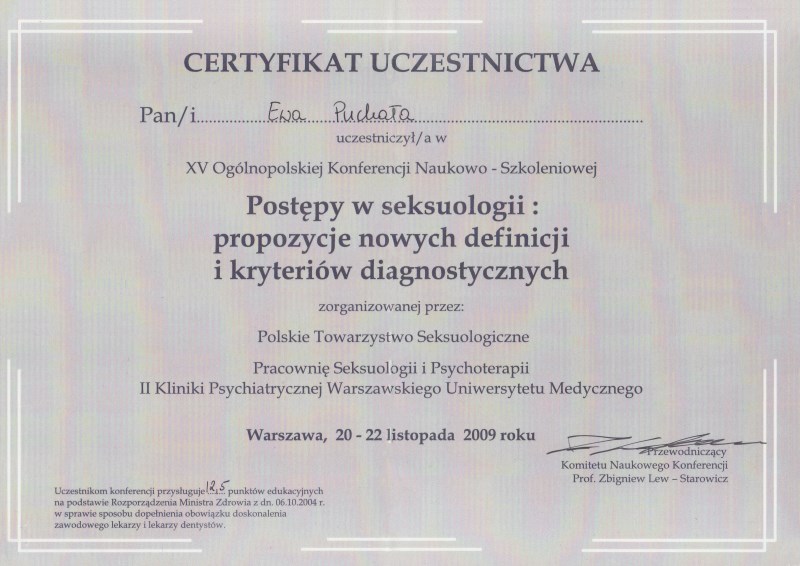 CERTYFIKAT UCZESTNICTWA
Pan/i Ewa Puchała
uczestniczył/a w
XV Ogólnopolskiej Konferencji Naukowo - Szkoleniowej
Postępy w seksuologii :
propozycje nowych definicji
i kryteriów diagnostycznych
zorganizowanej przez:
Polskie Towarzystwo Seksuologiczne
Pracownię Seksuologii i Psychoterapii
II Kliniki Psychiatrycznej Warszawskiego Uniwersytetu Medycznego
Warszawa, 20 - 22 listopada 2009 roku
Przewodniczący
Komitetu Naukowego Konferencji
Prof. Zbigniew Lew – Starowicz
Uczestnikom konferencji przysługuje 12,5 punktów edukacyjnych
na podstawie Rozporządzenia Ministra Zdrowia z dn. 06.10.2004 r.
w sprawie sposobu dopełnienia obowiązku doskonalenia
zawodowego lekarzy i lekarzy dentystów.